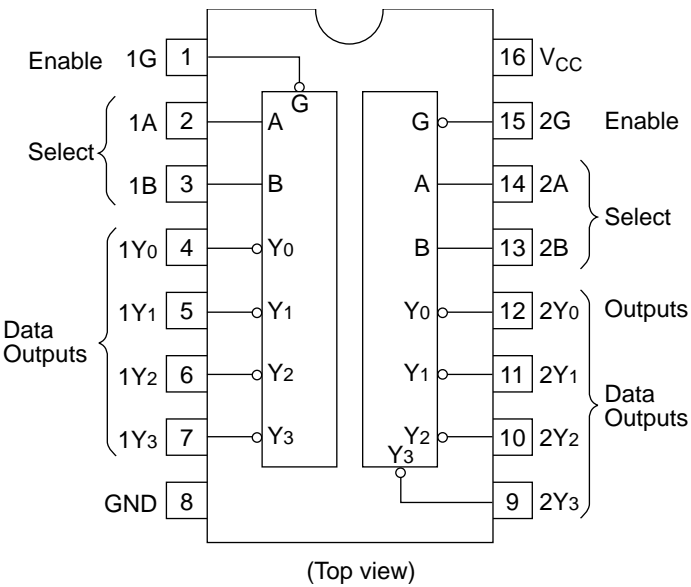 Enable 1G 1
1A 2
Select
1B 3
1Y0 4
1Y1 5
Data
Outputs
1Y2 6
1Y3 7
GND 8
G
A
B
Y0
Y1
Y2
Y3
G
A
B
Y0
Y1
Y2
Y3
16 VCC
15 2G Enable
14 2A
Select
13 2B
12 2Y0 Outputs
11 2Y1
Data
Outputs
10 2Y2
9 2Y3
(Top view)